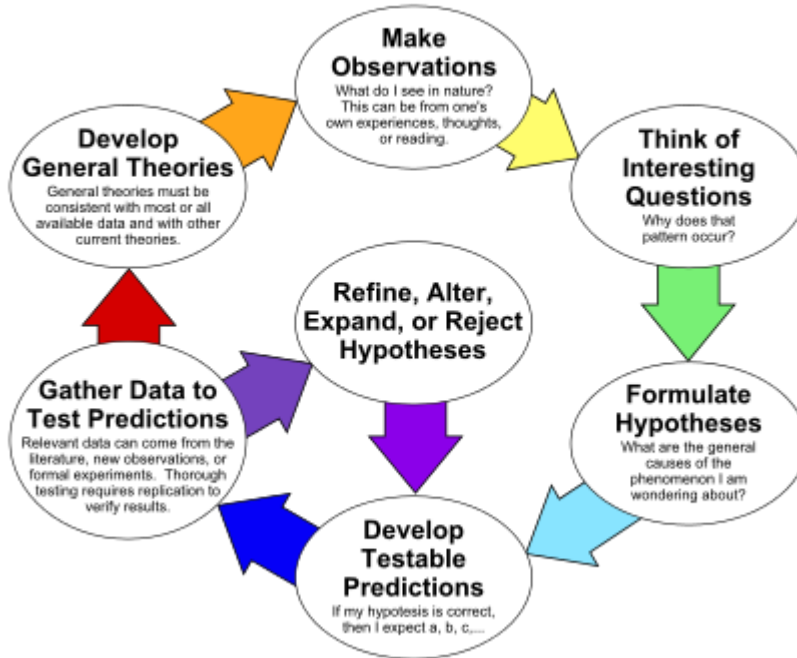 Make
Observations
What do I see in nature?
This can be from one's
own experiences, thoughts,
or reading.
Think of
Interesting
Questions
Why does that
pattern occur?
Formulate
Hypotheses
What are the general
causes of the
phenomenon I am
wondering about?
Develop
Testable
Predictions
If my hypotesis is correct,
then I expect a, b, c,...
Gather Data to
Test Predictions
Relevant data can come from the
literature, new observations, or
formal experiments. Thorough
testing requires replication to
verify results.
Refine, Alter,
Expand, or Reject
Hypotheses
Develop
General Theories
General theories must be
consistent with most or all
available data and with other
current theories.